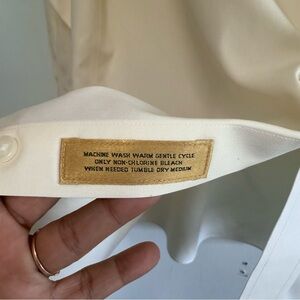 MACHINE WASH WARM GENTLE CYCLE
ONLY NON-CHLORINE BLEACH
WHEN NEEDED TUMBLE DRY MEDIUM